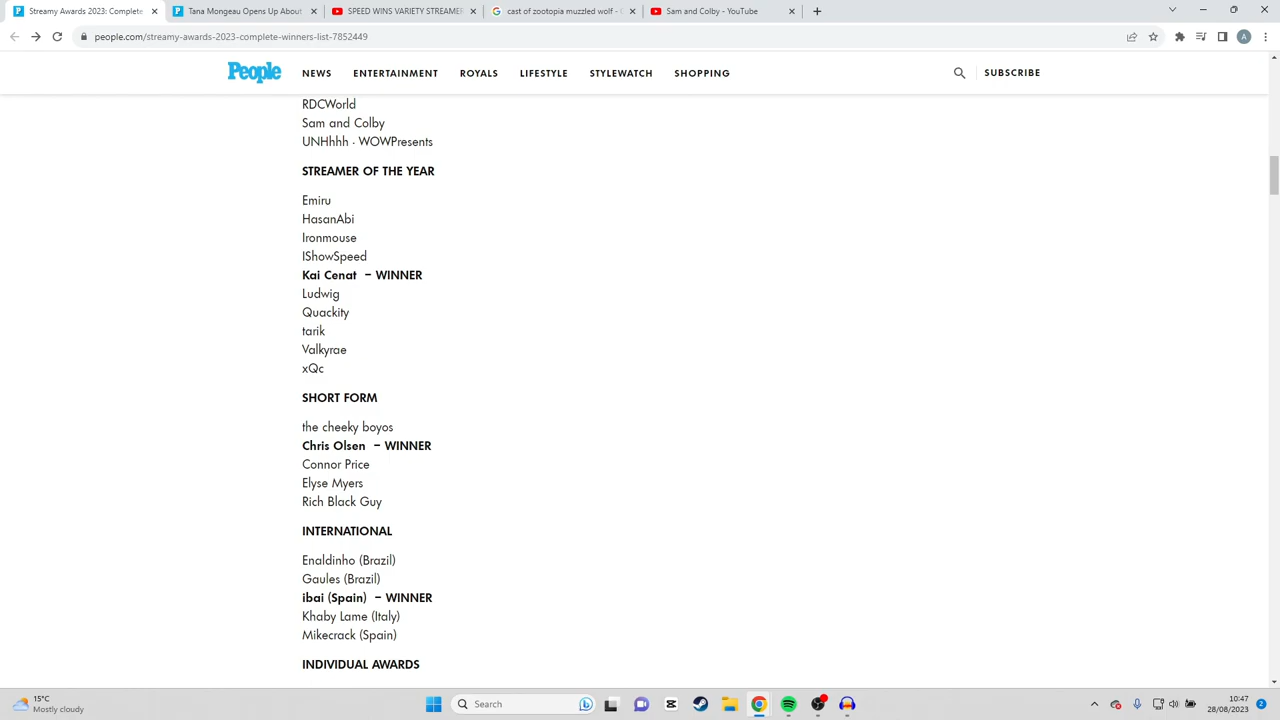 Streamy Awards 2023: Complete
Tana Mongeau Opens Up About
SPEED WINS VARIETY STREAMER
cast of zootopia muzzled wolf -
Sam and Colby - YouTube
people.com/streamy-awards-2023-complete-winners-list-7852449
A
People
NEWS
ENTERTAINMENT
ROYALS
LIFESTYLE
STYLEWATCH
SHOPPING
SUBSCRIBE
RDCWorld
Sam and Colby
UNHhhh · WOWPresents
STREAMER OF THE YEAR
Emiru
HasanAbi
Ironmouse
IShowSpeed
Kai Cenat – WINNER
Ludwig
Quackity
tarik
Valkyrae
xQc
SHORT FORM
the cheeky boyos
Chris Olsen – WINNER
Connor Price
Elyse Myers
Rich Black Guy
INTERNATIONAL
Enaldinho (Brazil)
Gaules (Brazil)
ibai (Spain) – WINNER
Khaby Lame (Italy)
Mikecrack (Spain)
INDIVIDUAL AWARDS
15°C
Mostly cloudy
Search
10:47
28/08/2023
2